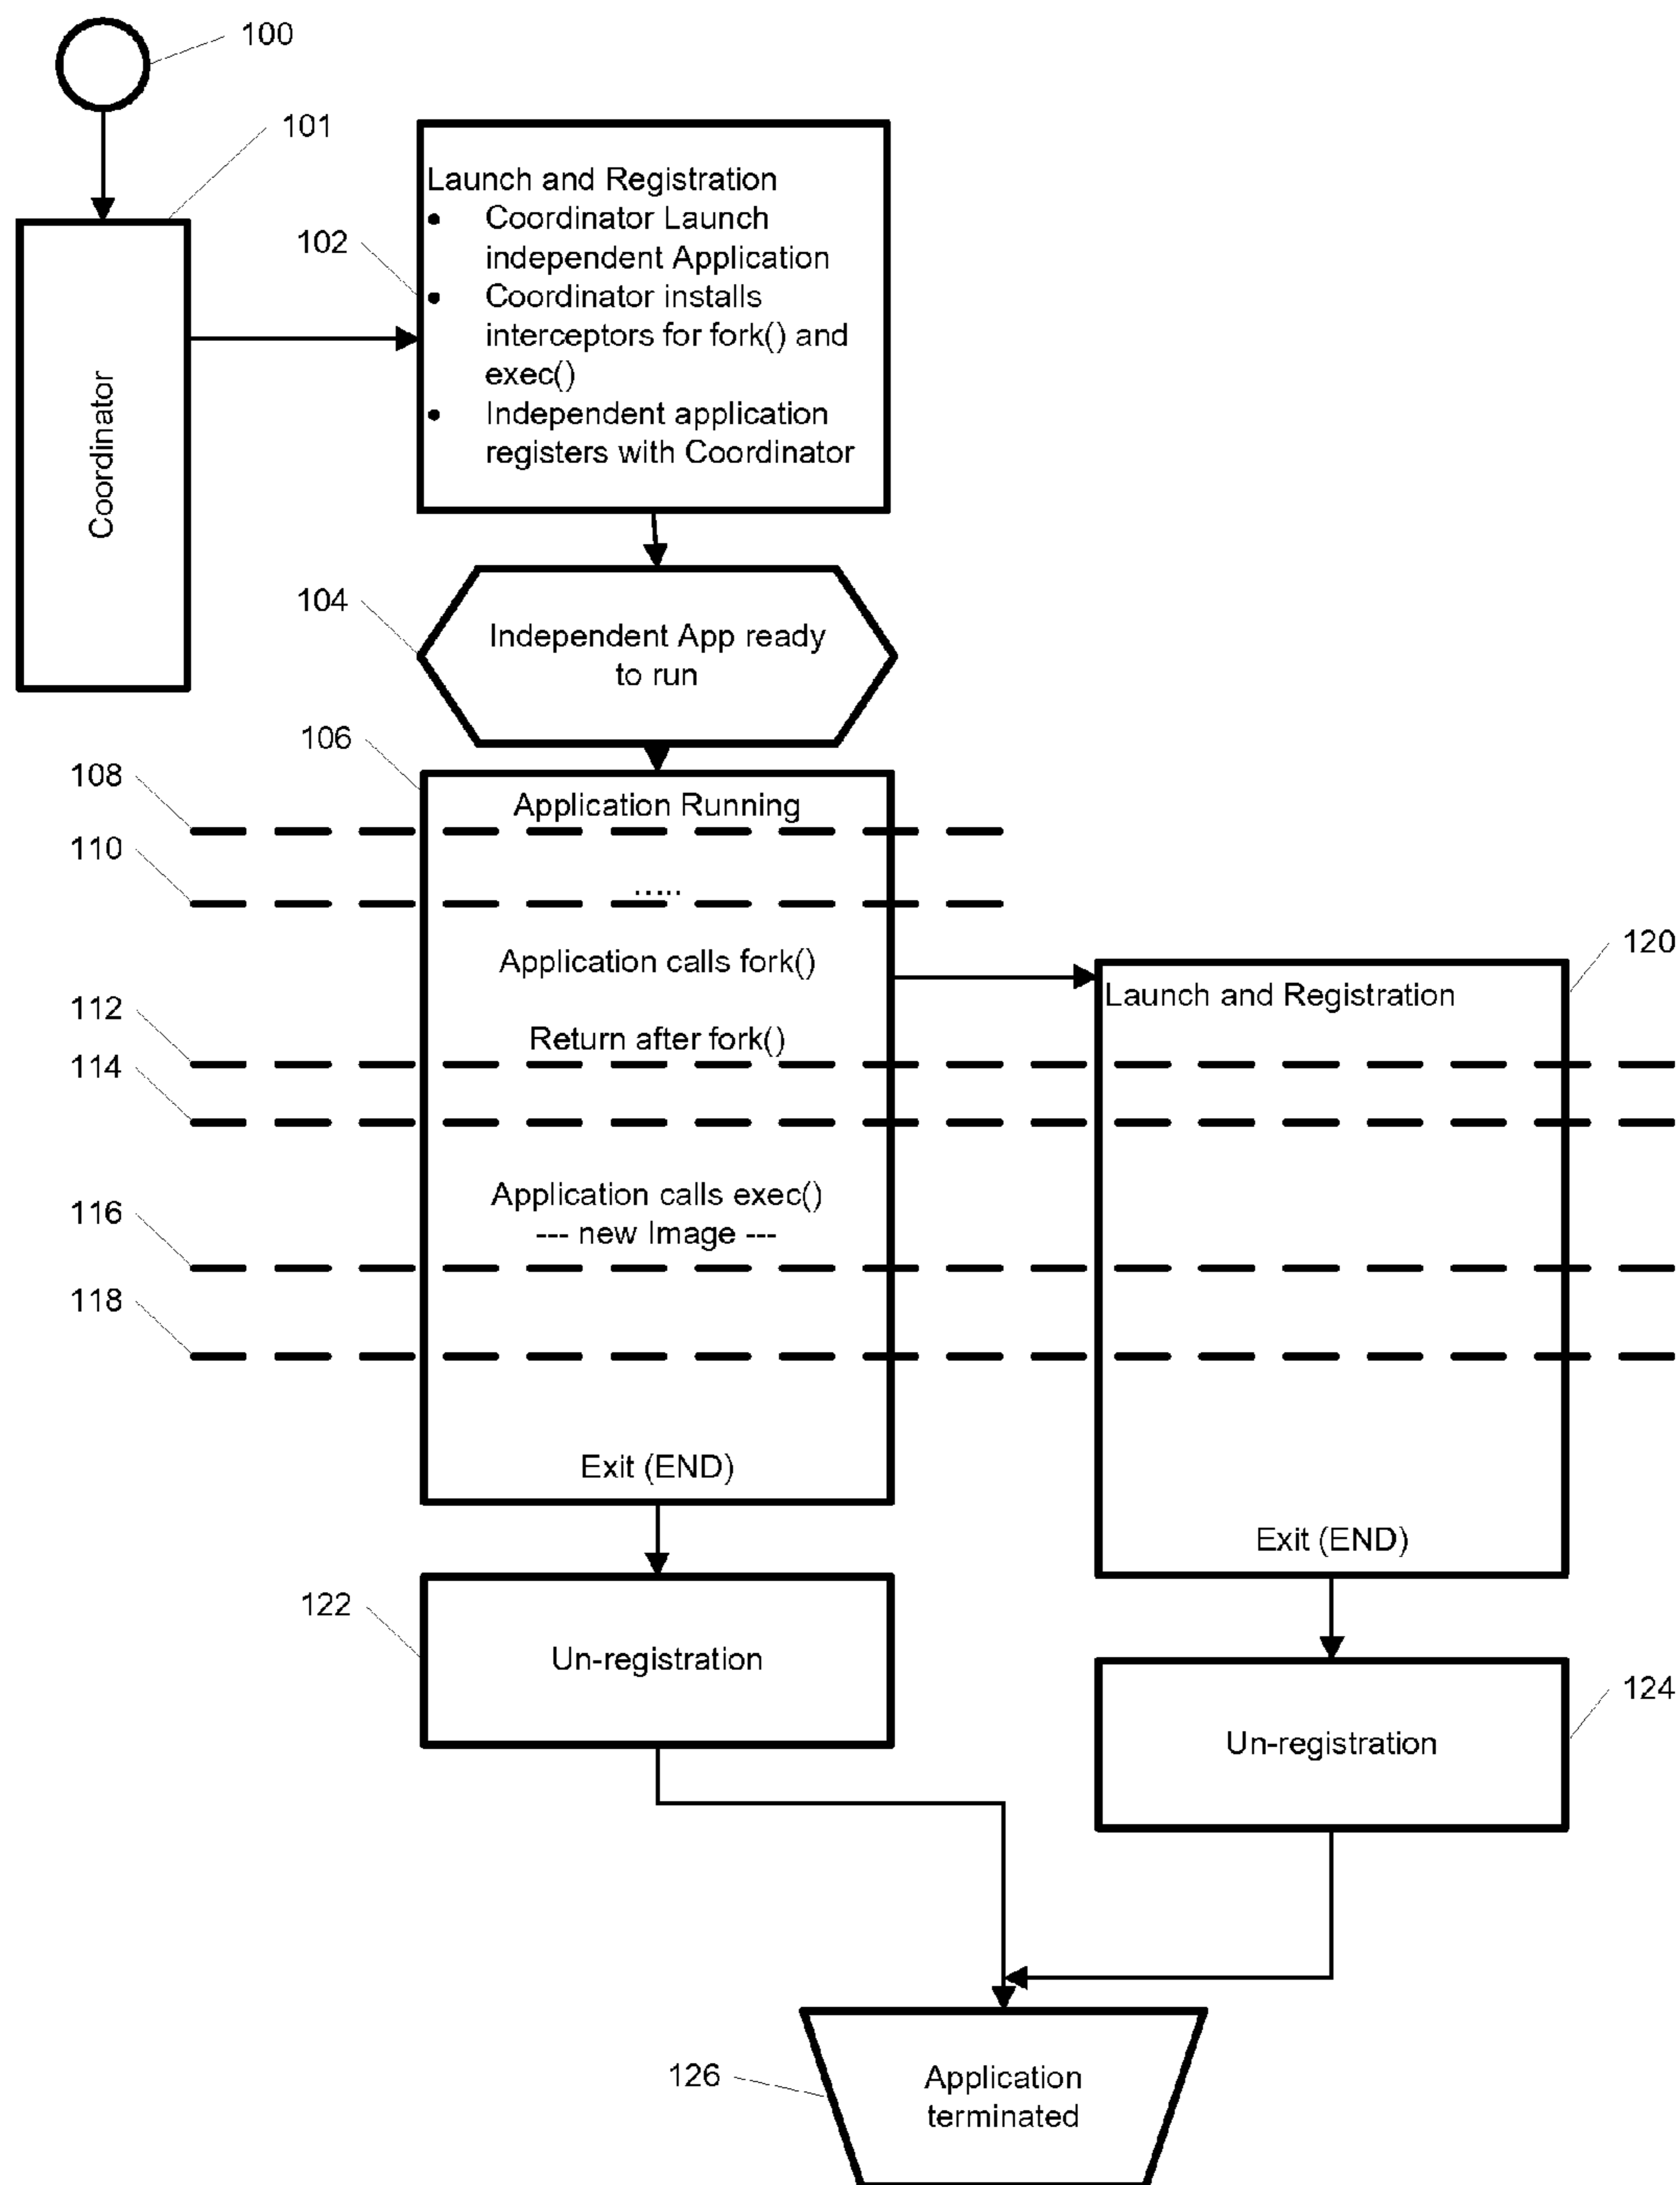 100
101
Coordinator
102
Launch and Registration
• Coordinator Launch
independent Application
• Coordinator installs
interceptors for fork() and
exec()
• Independent application
registers with Coordinator
104
Independent App ready
to run
106
108
110
112
114
116
118
Application Running
.....
Application calls fork()
Return after fork()
Application calls exec()
--- new Image ---
Exit (END)
120
Launch and Registration
Exit (END)
122
Un-registration
124
Un-registration
126
Application
terminated